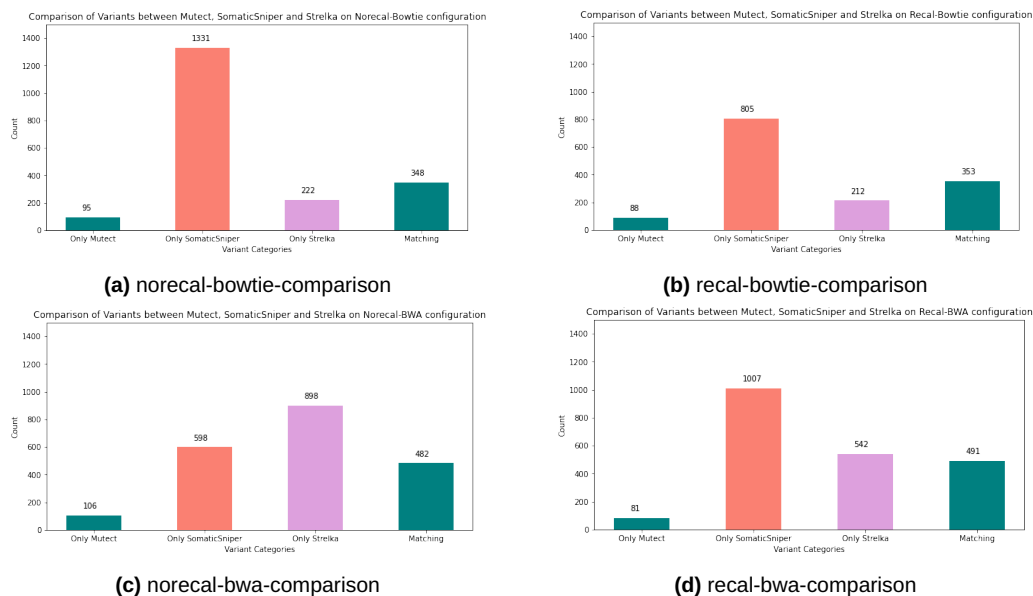 Comparison of Variants between Mutect, SomaticSniper and Strelka on Norecal-Bowtie configuration
1400
1200
1000
800
600
400
200
0
Count
95
1331
222
348
Only Mutect
Only SomaticSniper
Only Strelka
Matching
Variant Categories
(a) norecal-bowtie-comparison
Comparison of Variants between Mutect, SomaticSniper and Strelka on Recal-Bowtie configuration
1400
1200
1000
800
600
400
200
0
Count
88
805
212
353
Only Mutect
Only SomaticSniper
Only Strelka
Matching
Variant Categories
(b) recal-bowtie-comparison
Comparison of Variants between Mutect, SomaticSniper and Strelka on Norecal-BWA configuration
1400
1200
1000
800
600
400
200
0
Count
106
598
898
482
Only Mutect
Only SomaticSniper
Only Strelka
Matching
Variant Categories
(c) norecal-bwa-comparison
Comparison of Variants between Mutect, SomaticSniper and Strelka on Recal-BWA configuration
1400
1200
1000
800
600
400
200
0
Count
81
1007
542
491
Only Mutect
Only SomaticSniper
Only Strelka
Matching
Variant Categories
(d) recal-bwa-comparison